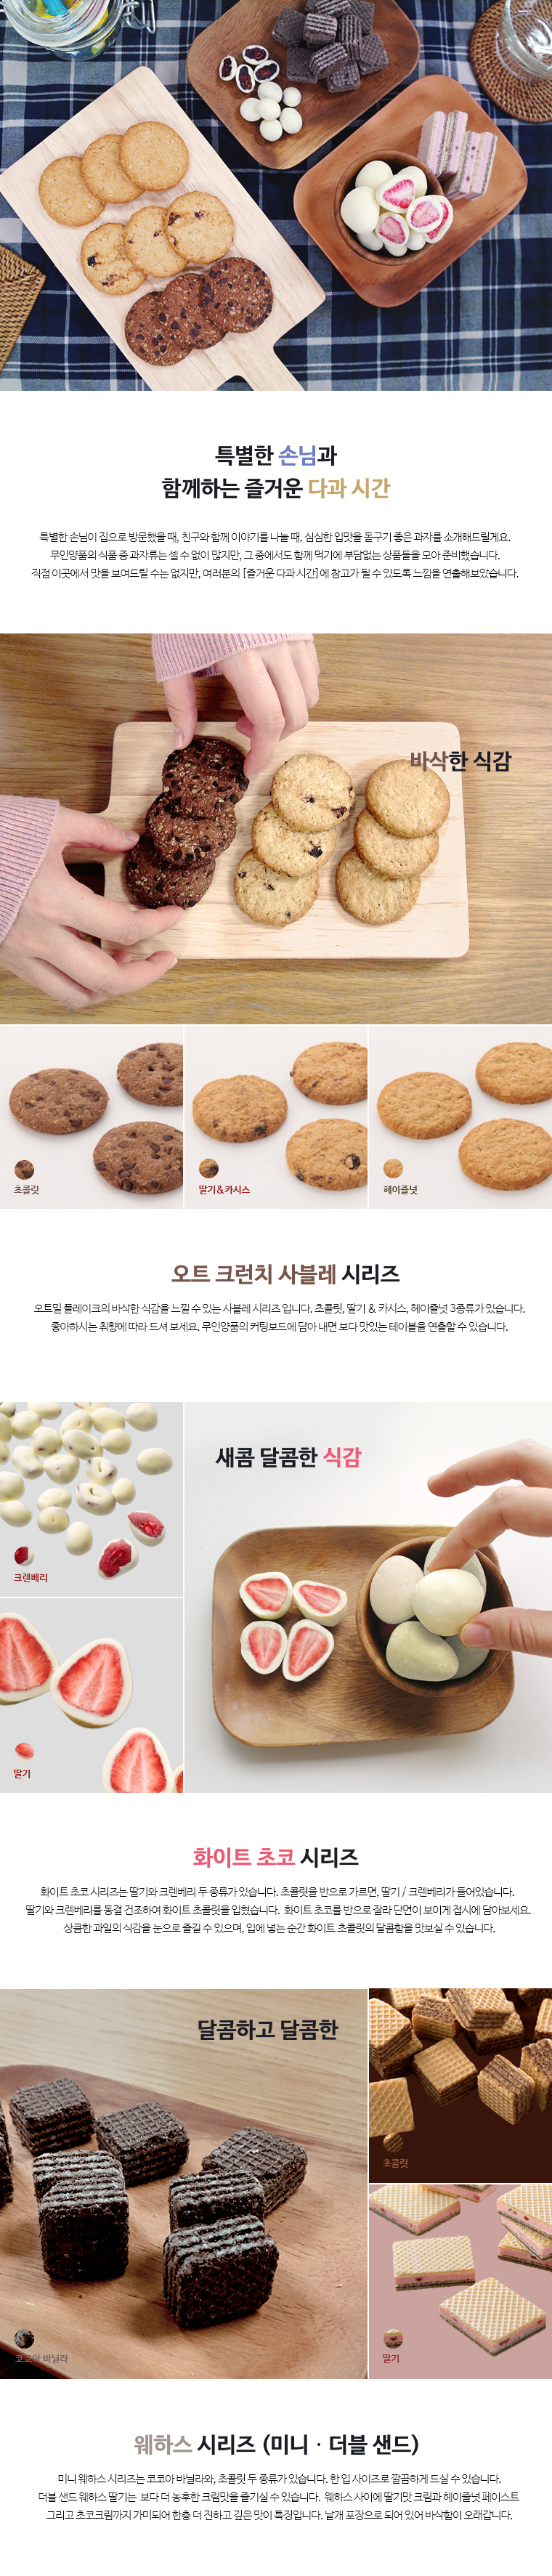 특별한 손님과
함께하는 즐거운 다과 시간
특별한 손님이 집으로 방문했을 때, 친구와 함께 이야기를 나눌 때, 심심한 입맛을 돋구기 좋은 과자를 소개해드릴게요.
무인양품의 식품 중 과자류는 셀 수 없이 많지만, 그 중에서도 함께 먹기에 부담없는 상품들을 모아 준비했습니다.
직접 이곳에서 맛을 보여드릴 수는 없지만, 여러분의 [즐거운 다과 시간]에 참고가 될 수 있도록 느낌을 연출해보았습니다.
바삭한 식감
초콜릿
딸기&카시스
헤이즐넛
오트 크런치 사블레 시리즈
오트밀 플레이크의 바삭한 식감을 느낄 수 있는 사블레 시리즈 입니다. 초콜릿, 딸기 & 카시스, 헤이즐넛 3종류가 있습니다.
좋아하시는 취향에 따라 드셔 보세요. 무인양품의 커팅보드에 담아 내면 보다 맛있는 테이블을 연출할 수 있습니다.
새콤 달콤한 식감
크렌베리
딸기
화이트 초코 시리즈
화이트 초코 시리즈는 딸기와 크렌베리 두 종류가 있습니다. 초콜릿을 반으로 가르면, 딸기 / 크렌베리가 들어있습니다.
딸기와 크렌베리를 동결 건조하여 화이트 초콜릿을 입혔습니다. 화이트 초코를 반으로 잘라 단면이 보이게 접시에 담아보세요.
상큼한 과일의 식감을 눈으로 즐길 수 있으며, 입에 넣는 순간 화이트 초콜릿의 달콤함을 맛보실 수 있습니다.
달콤하고 달콤한
초콜릿
코코아 바닐라
딸기
웨하스 시리즈 (미니 · 더블 샌드)
미니 웨하스 시리즈는 코코아 바닐라와, 초콜릿 두 종류가 있습니다. 한 입 사이즈로 깔끔하게 드실 수 있습니다.
더블 샌드 웨하스 딸기는 보다 더 농후한 크림맛을 즐기실 수 있습니다. 웨하스 사이에 딸기맛 크림과 헤이즐넛 페이스트
그리고 초코크림까지 가미되어 한층 더 진하고 깊은 맛이 특징입니다. 낱개 포장으로 되어 있어 바삭함이 오래갑니다.